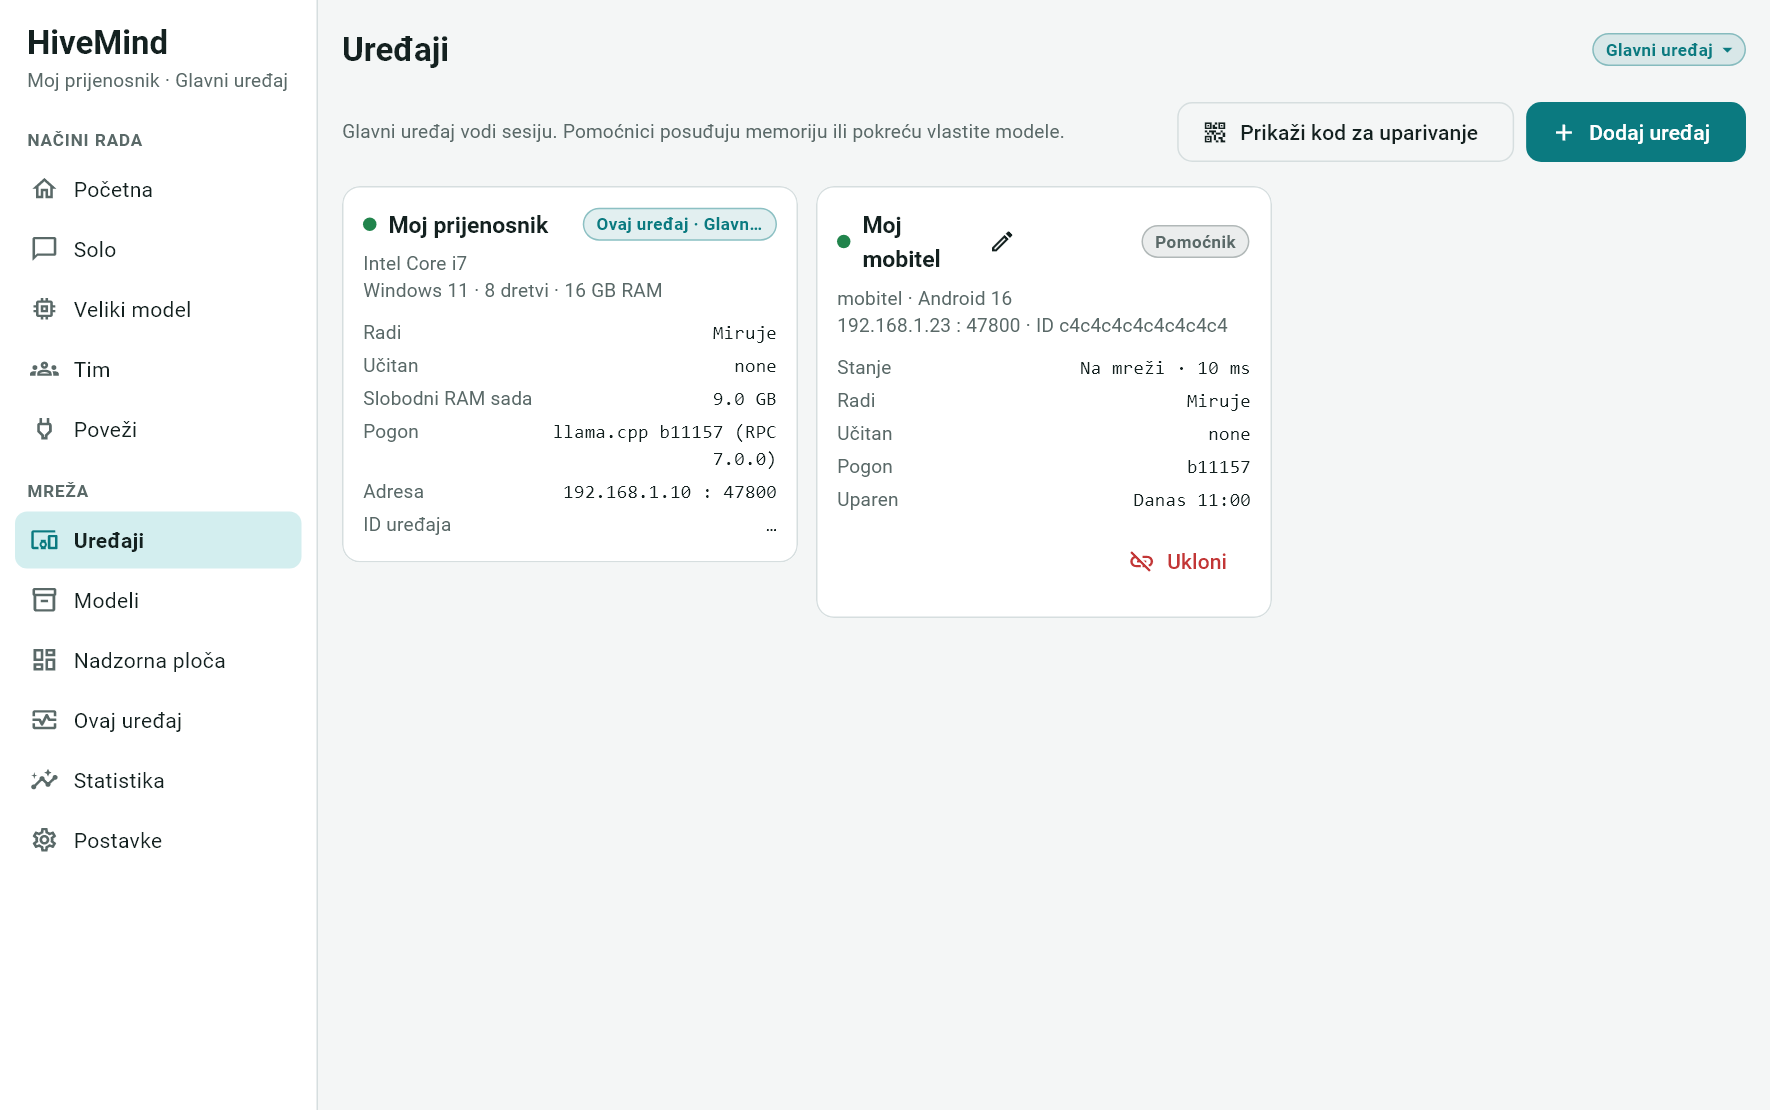 HiveMind
Moj prijenosnik · Glavni uređaj
NAČINI RADA
Početna
Solo
Veliki model
Tim
Poveži
MREŽA
Uređaji
Modeli
Nadzorna ploča
Ovaj uređaj
Statistika
Postavke
Uređaji
Glavni uređaj
Glavni uređaj vodi sesiju. Pomoćnici posuđuju memoriju ili pokreću vlastite modele.
Prikaži kod za uparivanje
Dodaj uređaj
Moj prijenosnik
Ovaj uređaj · Glavn…
Intel Core i7
Windows 11 · 8 dretvi · 16 GB RAM
Radi Miruje
Učitan none
Slobodni RAM sada 9.0 GB
Pogon llama.cpp b11157 (RPC
7.0.0)
Adresa 192.168.1.10 : 47800
ID uređaja …
Moj
mobitel
Pomoćnik
mobitel · Android 16
192.168.1.23 : 47800 · ID c4c4c4c4c4c4c4c4
Stanje Na mreži · 10 ms
Radi Miruje
Učitan none
Pogon b11157
Uparen Danas 11:00
Ukloni